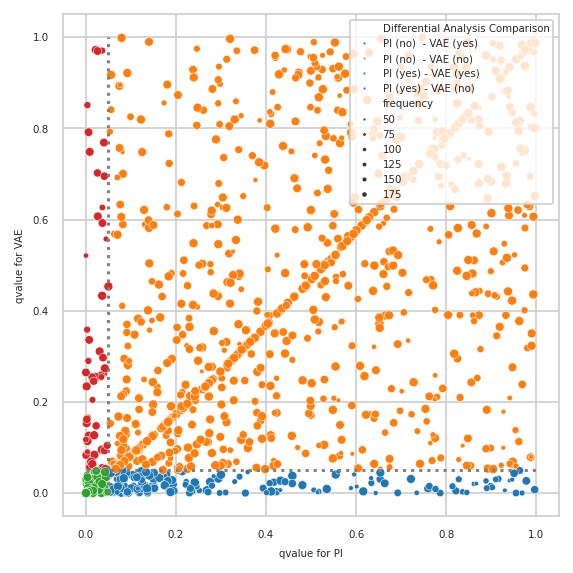 Differential Analysis Comparison
PI (no)  - VAE (yes)
PI (no)  - VAE (no)
PI (yes) - VAE (yes)
PI (yes) - VAE (no)
frequency
50
75
100
125
150
175
1.0
0.8
0.6
0.4
0.2
0.0
qvalue for VAE
0.0 0.2 0.4 0.6 0.8 1.0
qvalue for PI